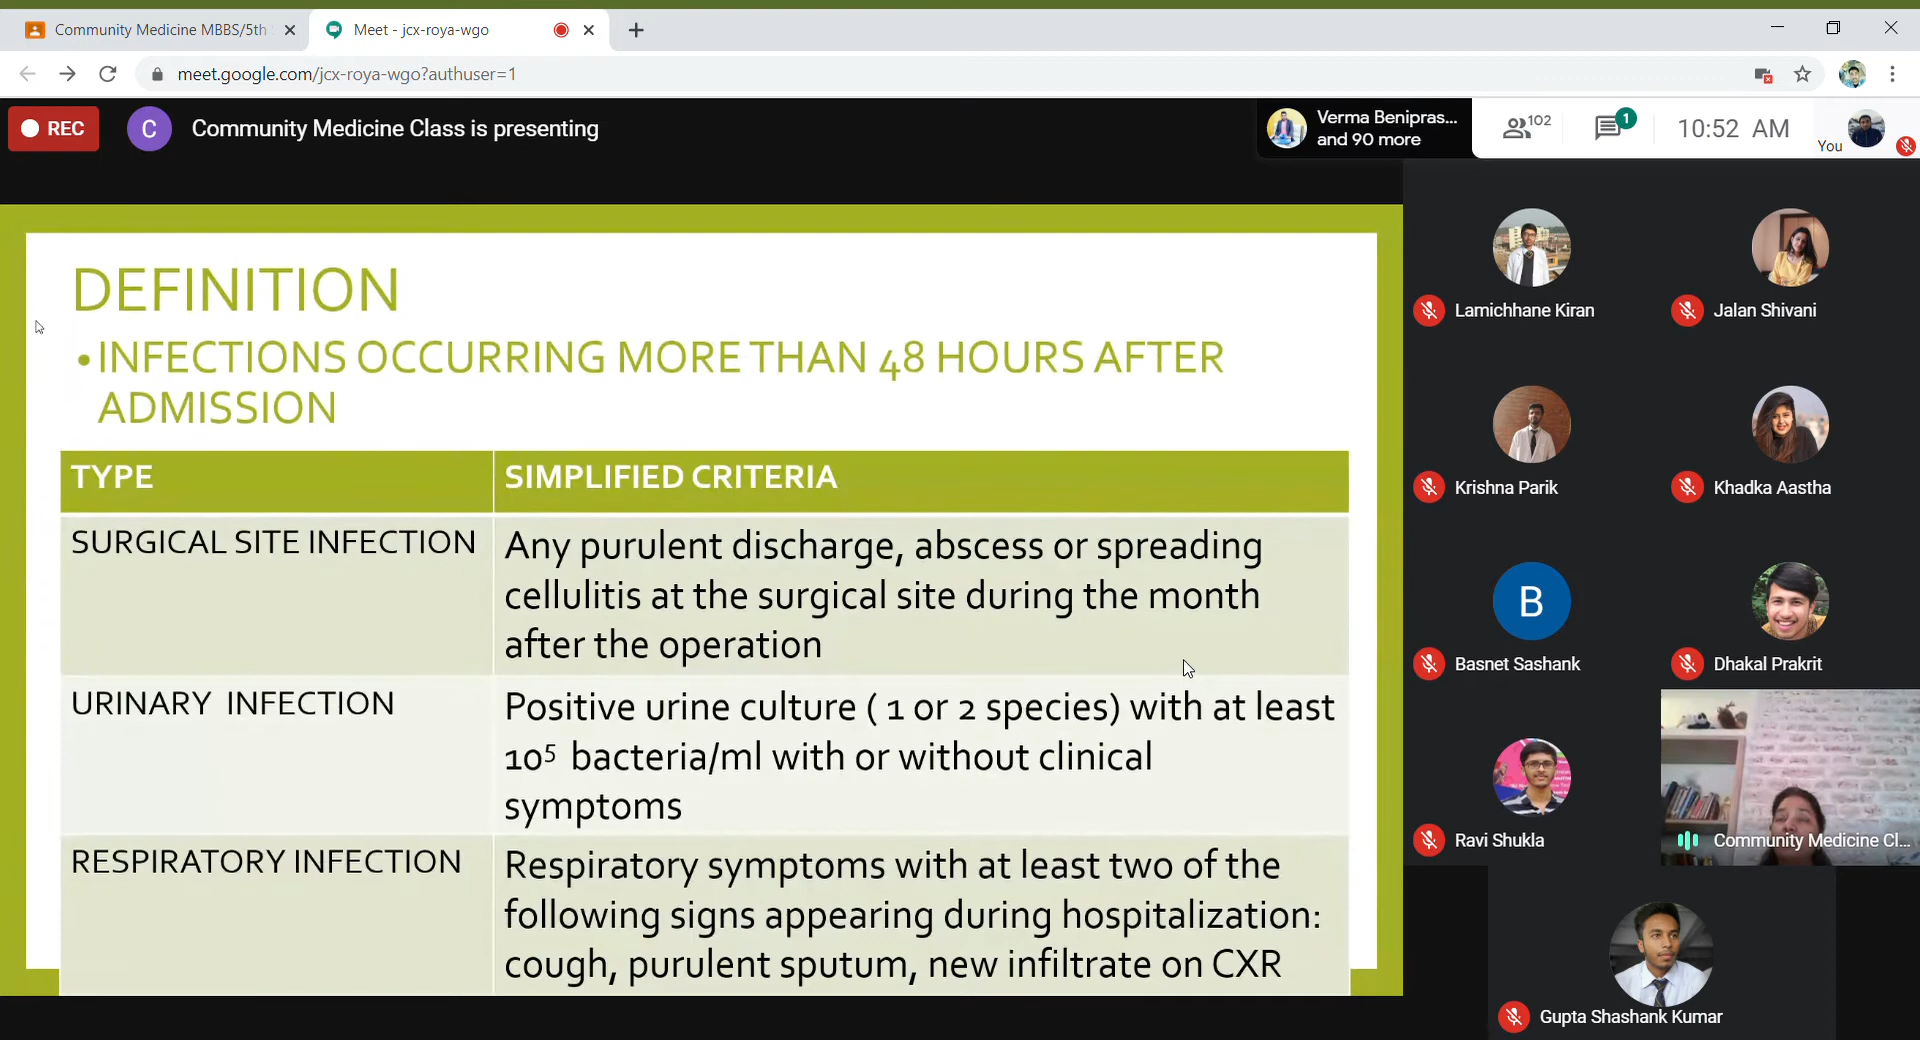 Community Medicine MBBS/5th
Meet - jcx-roya-wgo
meet.google.com/jcx-roya-wgo?authuser=1
REC
C
Community Medicine Class is presenting
Verma Benipras...
and 90 more
102
1
10:52 AM
You
DEFINITION
•INFECTIONS OCCURRING MORE THAN 48 HOURS AFTER
ADMISSION
TYPE
SIMPLIFIED CRITERIA
SURGICAL SITE INFECTION
Any purulent discharge, abscess or spreading
cellulitis at the surgical site during the month
after the operation
URINARY INFECTION
Positive urine culture ( 1 or 2 species) with at least
10⁵ bacteria/ml with or without clinical
symptoms
RESPIRATORY INFECTION
Respiratory symptoms with at least two of the
following signs appearing during hospitalization:
cough, purulent sputum, new infiltrate on CXR
Lamichhane Kiran
Jalan Shivani
Krishna Parik
Khadka Aastha
B
Basnet Sashank
Dhakal Prakrit
Ravi Shukla
Community Medicine Cl...
Gupta Shashank Kumar